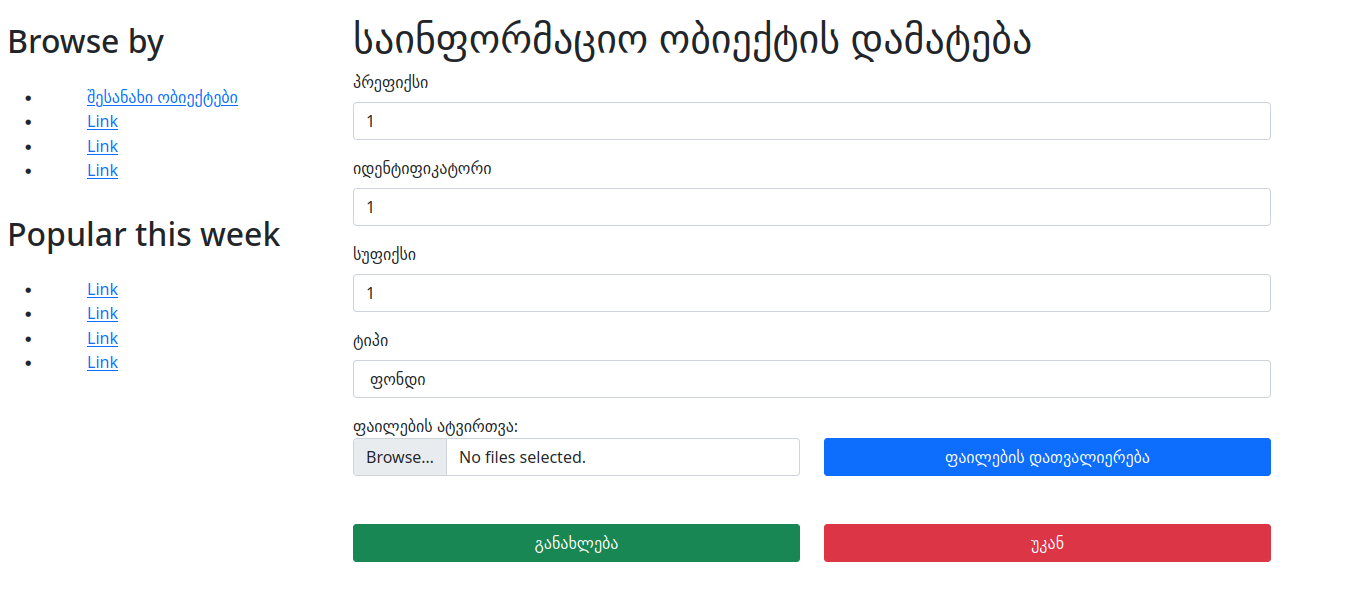 Browse by
შესანახი ობიექტები
Link
Link
Link
Popular this week
Link
Link
Link
Link
საინფორმაციო ობიექტის დამატება
პრეფიქსი
1
იდენტიფიკატორი
1
სუფიქსი
1
ტიპი
ფონდი
ფაილების ატვირთვა:
Browse... No files selected. ფაილების დათვალიერება
განახლება უკან